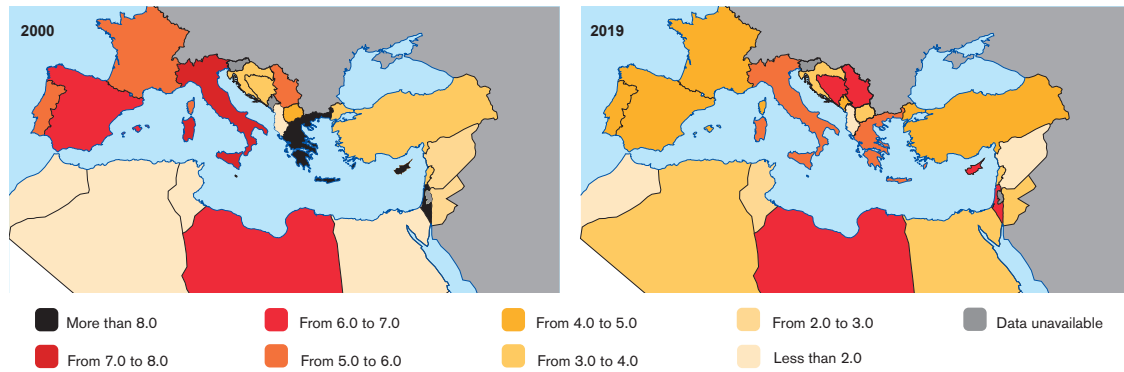 2000
2019
More than 8.0
From 6.0 to 7.0
From 4.0 to 5.0
From 2.0 to 3.0
Data unavailable
From 7.0 to 8.0
From 5.0 to 6.0
From 3.0 to 4.0
Less than 2.0